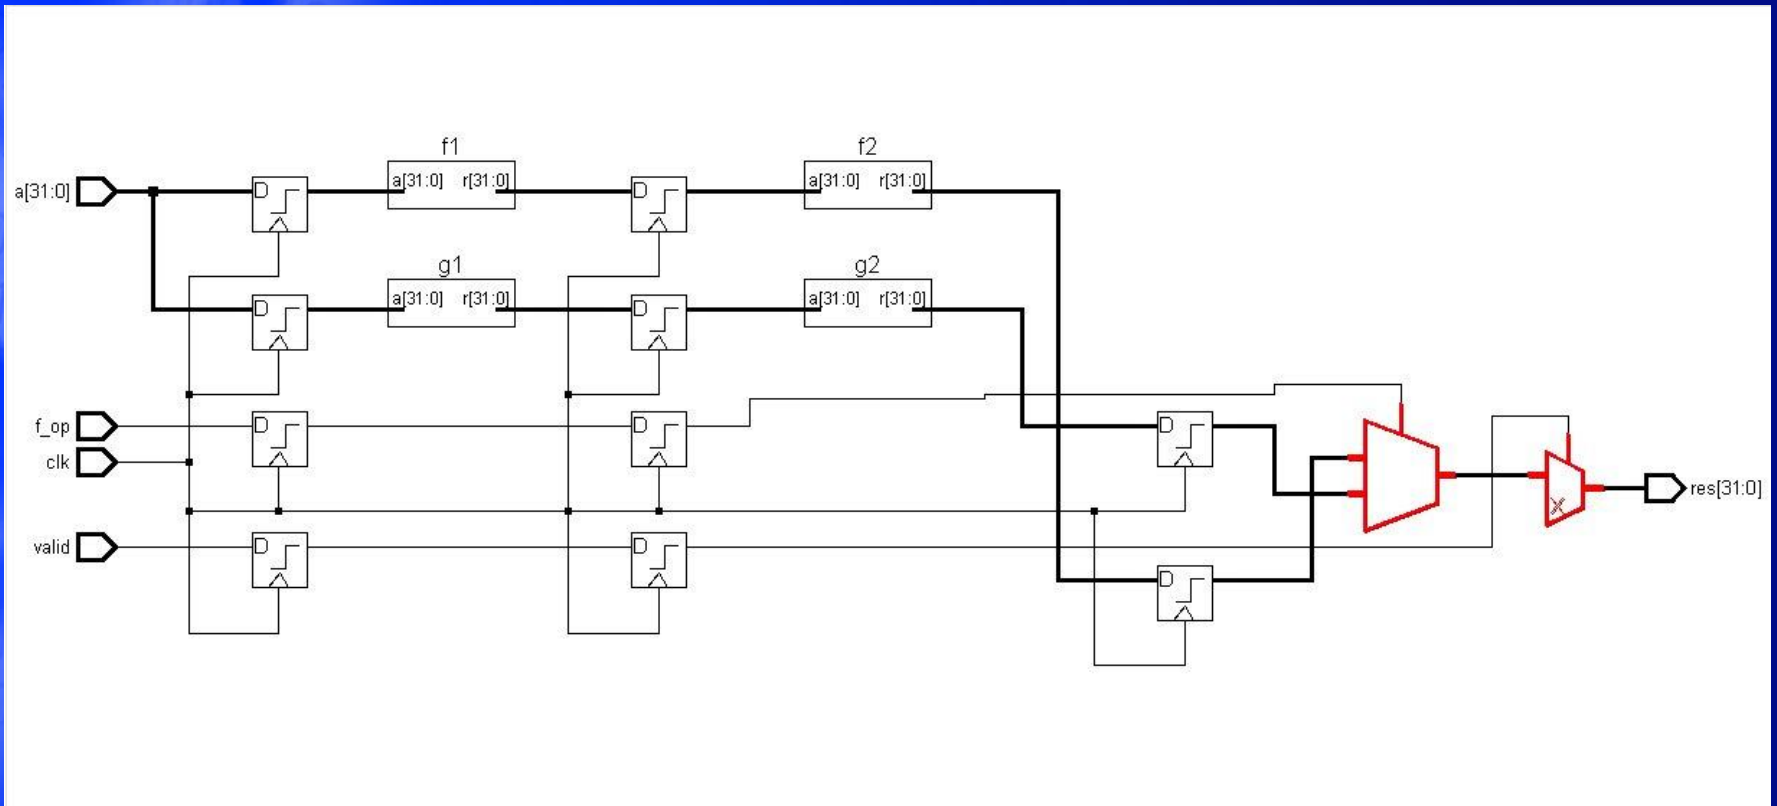 f1
f2
a[31:0]
D
a[31:0] r[31:0]
D
a[31:0] r[31:0]
g1
g2
D
a[31:0] r[31:0]
D
a[31:0] r[31:0]
f_op
D
D
D
clk
res[31:0]
valid
D
D
D
X